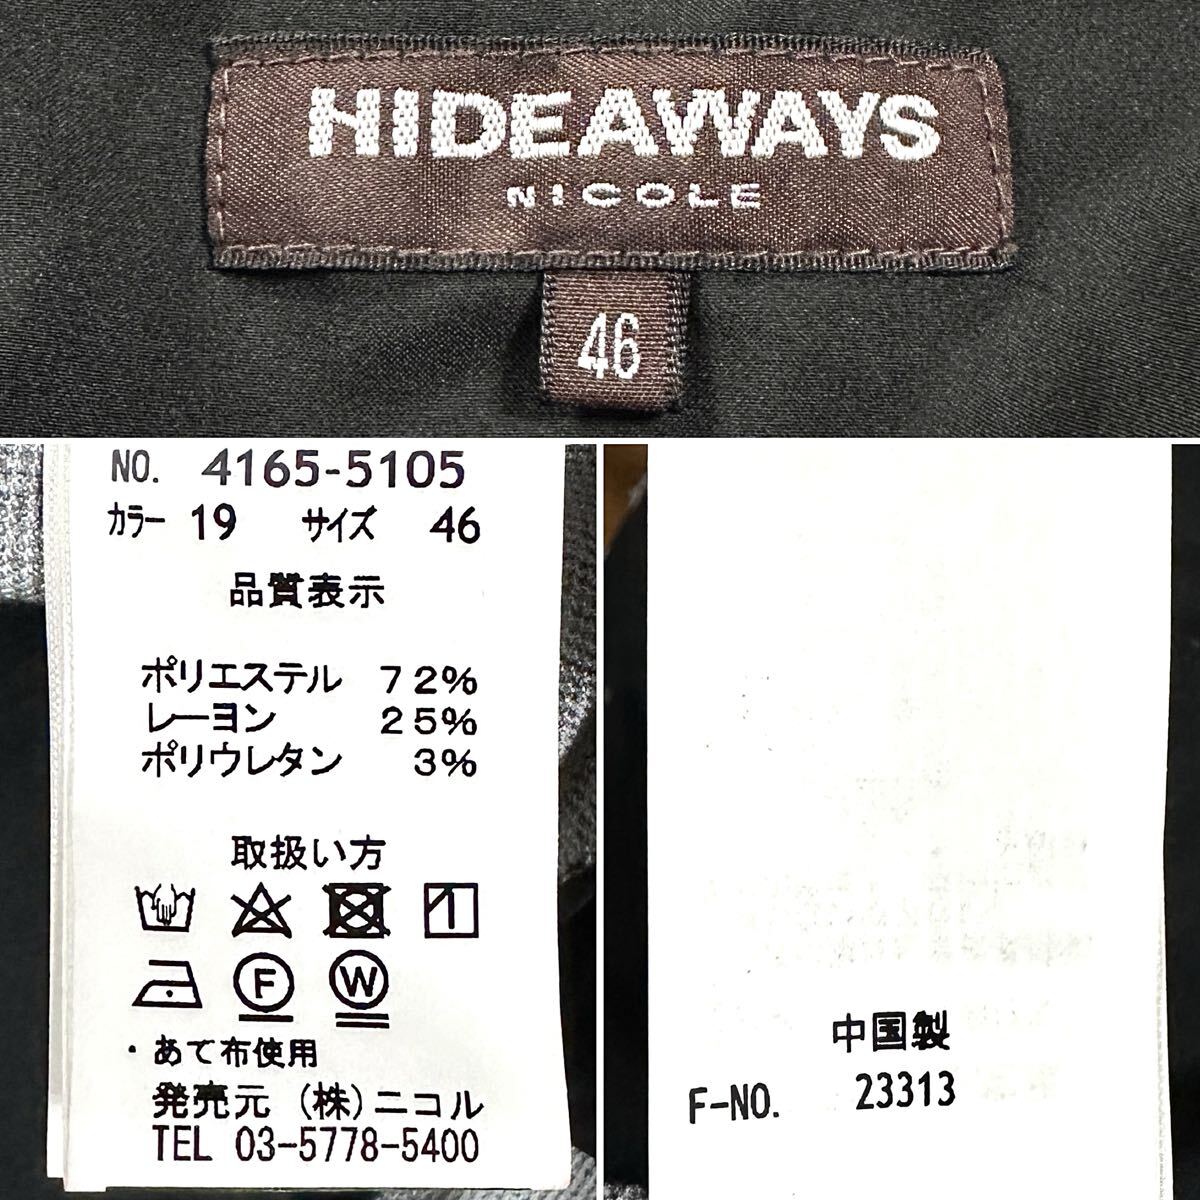 HIDEAWAYS
NICOLE
46
NO. 4165-5105
カラー 19 サイズ 46
品質表示
ポリエステル 72%
レーヨン 25%
ポリウレタン 3%
取扱い方
F W
・あて布使用
発売元 (株)ニコル
TEL 03-5778-5400
中国製
F-NO. 23313